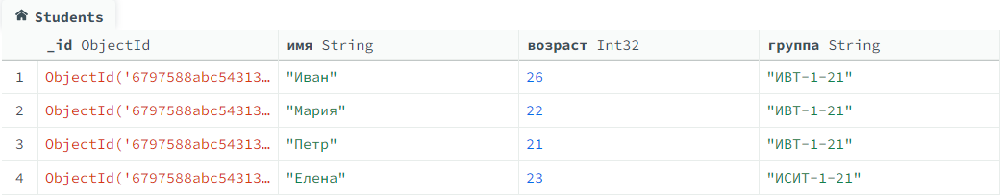 Students
_id ObjectId имя String возраст Int32 группа String
1 ObjectId('6797588abc54313… "Иван" 26 "ИВТ-1-21"
2 ObjectId('6797588abc54313… "Мария" 22 "ИВТ-1-21"
3 ObjectId('6797588abc54313… "Петр" 21 "ИВТ-1-21"
4 ObjectId('6797588abc54313… "Елена" 23 "ИСИТ-1-21"